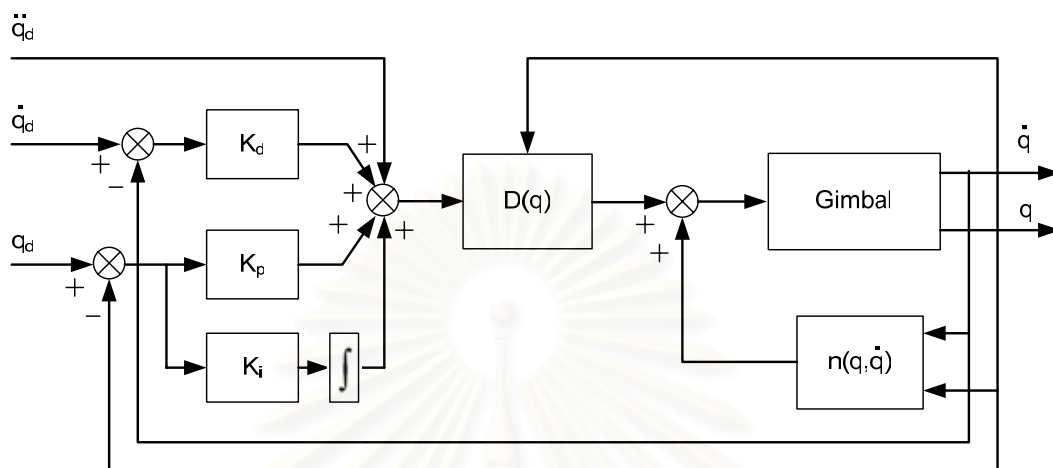 q̈d
q̇d
+
−
Kd
+
+
+
+
D(q)
+
+
Gimbal
q̇
q
qd
+
−
Kp
Ki
∫
n(q,q̇)